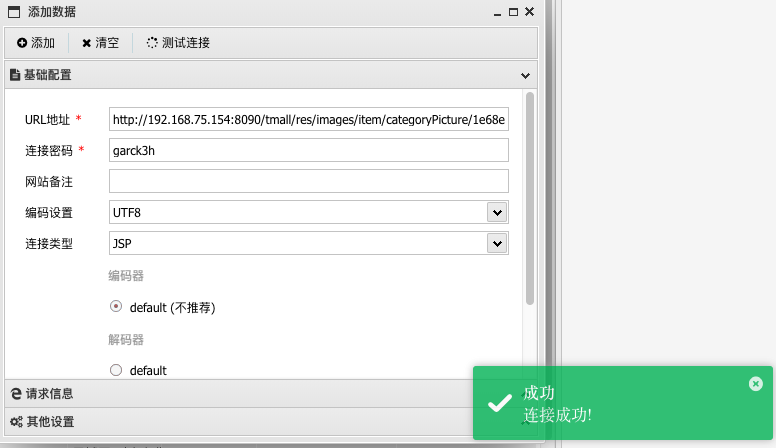 添加数据
添加 清空 测试连接
基础配置
URL地址 * http://192.168.75.154:8090/tmall/res/images/item/categoryPicture/1e68e
连接密码 * garck3h
网站备注
编码设置 UTF8
连接类型 JSP
编码器
default (不推荐)
解码器
default
请求信息
其他设置
成功
连接成功!